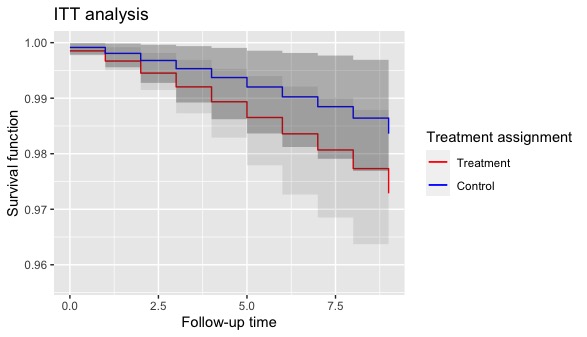 ITT analysis
1.00
0.99
0.98
0.97
0.96
Survival function
0.0
2.5
5.0
7.5
Follow-up time
Treatment assignment
Treatment
Control